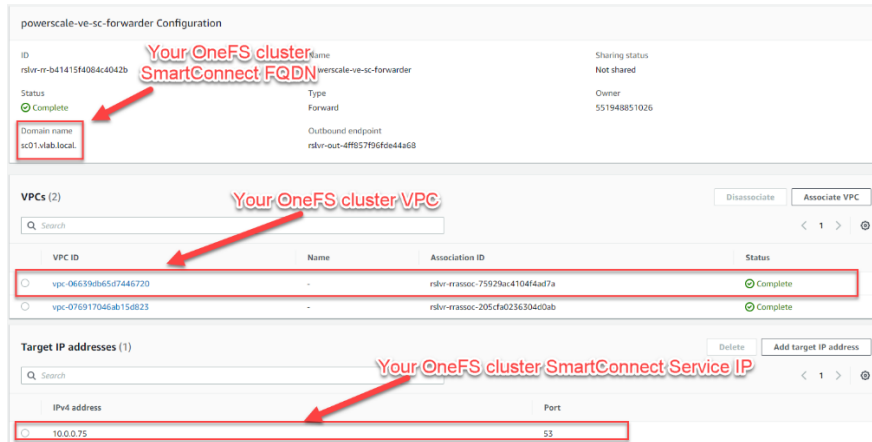 powerscale-ve-sc-forwarder Configuration
ID
Name
Sharing status
rslvr-rr-b41415f4084c4042b
powerscale-ve-sc-forwarder
Not shared
Your OneFS cluster
SmartConnect FQDN
Status
Type
Owner
Complete
Forward
551948851026
Domain name
Outbound endpoint
sc01.vlab.local.
rslvr-out-4ff857f96fde44a68
VPCs (2)
Your OneFS cluster VPC
Disassociate
Associate VPC
Search
1
VPC ID
Name
Association ID
Status
vpc-06639db65d7446720
-
rslvr-rrassoc-75929ac4104f4ad7a
Complete
vpc-076917046ab15d823
-
rslvr-rrassoc-205cfa0236304d0ab
Complete
Target IP addresses (1)
Delete
Add target IP address
Your OneFS cluster SmartConnect Service IP
Search
1
IPv4 address
Port
10.0.0.75
53